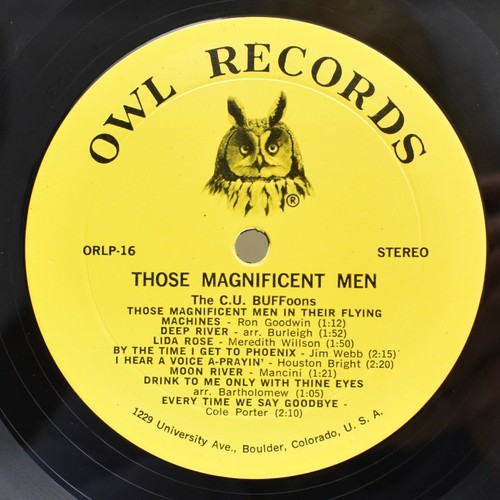 OWL RECORDS
®
ORLP-16
STEREO
THOSE MAGNIFICENT MEN
The C.U. BUFFoons
THOSE MAGNIFICENT MEN IN THEIR FLYING
MACHINES - Ron Goodwin (1:12)
DEEP RIVER - arr. Burleigh (1:52)
LIDA ROSE - Meredith Willson (1:50)
BY THE TIME I GET TO PHOENIX - Jim Webb (2:15)
I HEAR A VOICE A-PRAYIN' - Houston Bright (2:20)
MOON RIVER - Mancini (1:21)
DRINK TO ME ONLY WITH THINE EYES
arr. Bartholomew (1:05)
EVERY TIME WE SAY GOODBYE -
Cole Porter (2:10)
1229 University Ave., Boulder, Colorado, U. S. A.